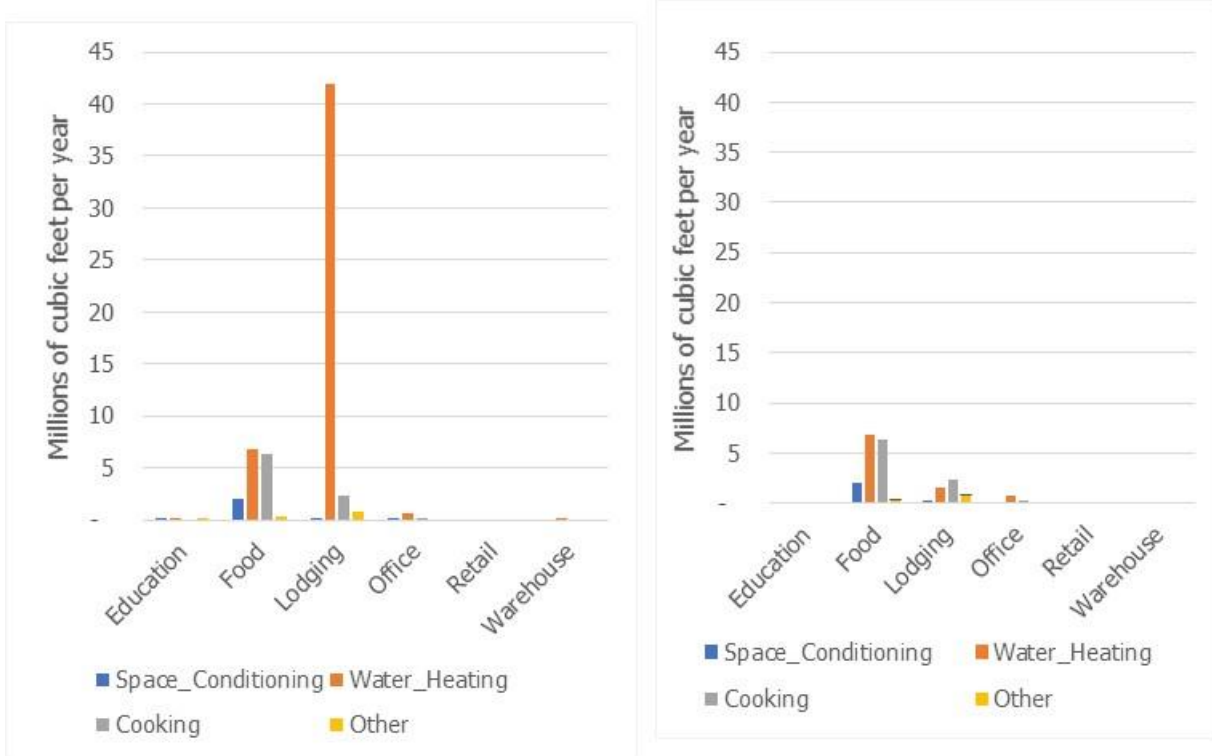 Millions of cubic feet per year
45
40
35
30
25
20
15
10
5
-
Education
Food
Lodging
Office
Retail
Warehouse
Space_Conditioning
Water_Heating
Cooking
Other
Millions of cubic feet per year
45
40
35
30
25
20
15
10
5
-
Education
Food
Lodging
Office
Retail
Warehouse
Space_Conditioning
Water_Heating
Cooking
Other